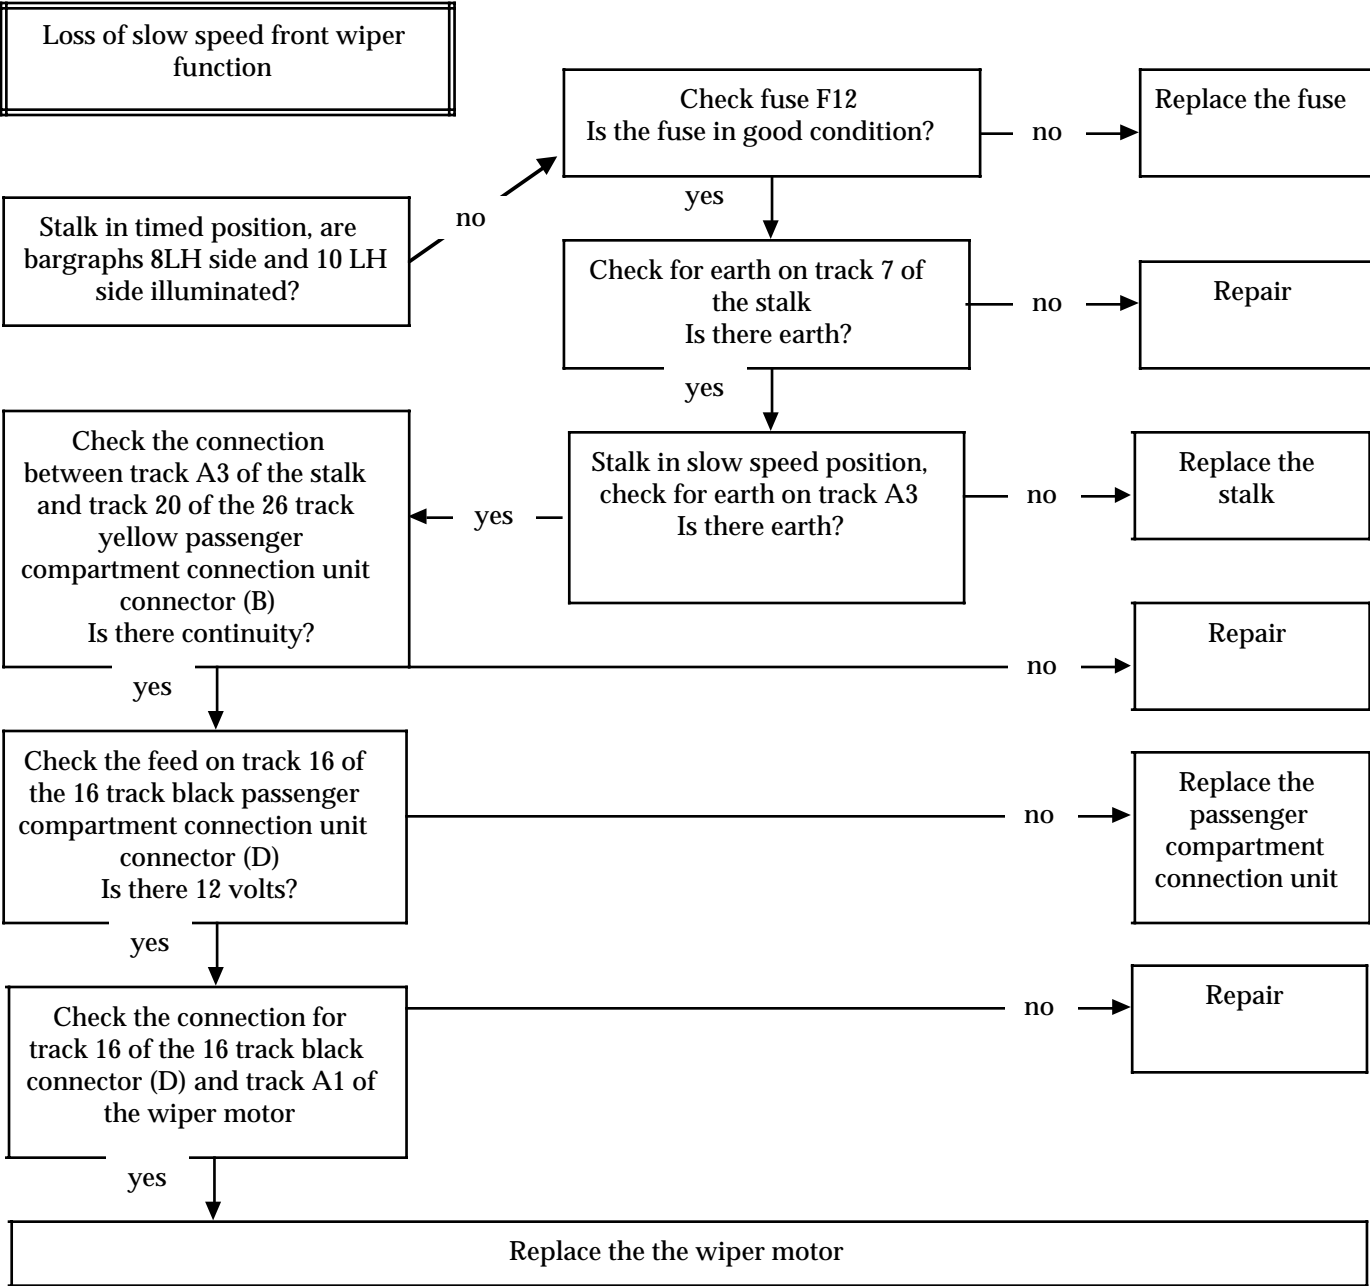 Loss of slow speed front wiper
function
Check fuse F12
Is the fuse in good condition?
no
Replace the fuse
yes
no
Stalk in timed position, are
bargraphs 8LH side and 10 LH
side illuminated?
Check for earth on track 7 of
the stalk
Is there earth?
no
Repair
yes
Stalk in slow speed position,
check for earth on track A3
Is there earth?
no
Replace the
stalk
yes
Check the connection
between track A3 of the stalk
and track 20 of the 26 track
yellow passenger
compartment connection unit
connector (B)
Is there continuity?
no
Repair
yes
Check the feed on track 16 of
the 16 track black passenger
compartment connection unit
connector (D)
Is there 12 volts?
no
Replace the
passenger
compartment
connection unit
yes
Check the connection for
track 16 of the 16 track black
connector (D) and track A1 of
the wiper motor
no
Repair
yes
Replace the the wiper motor